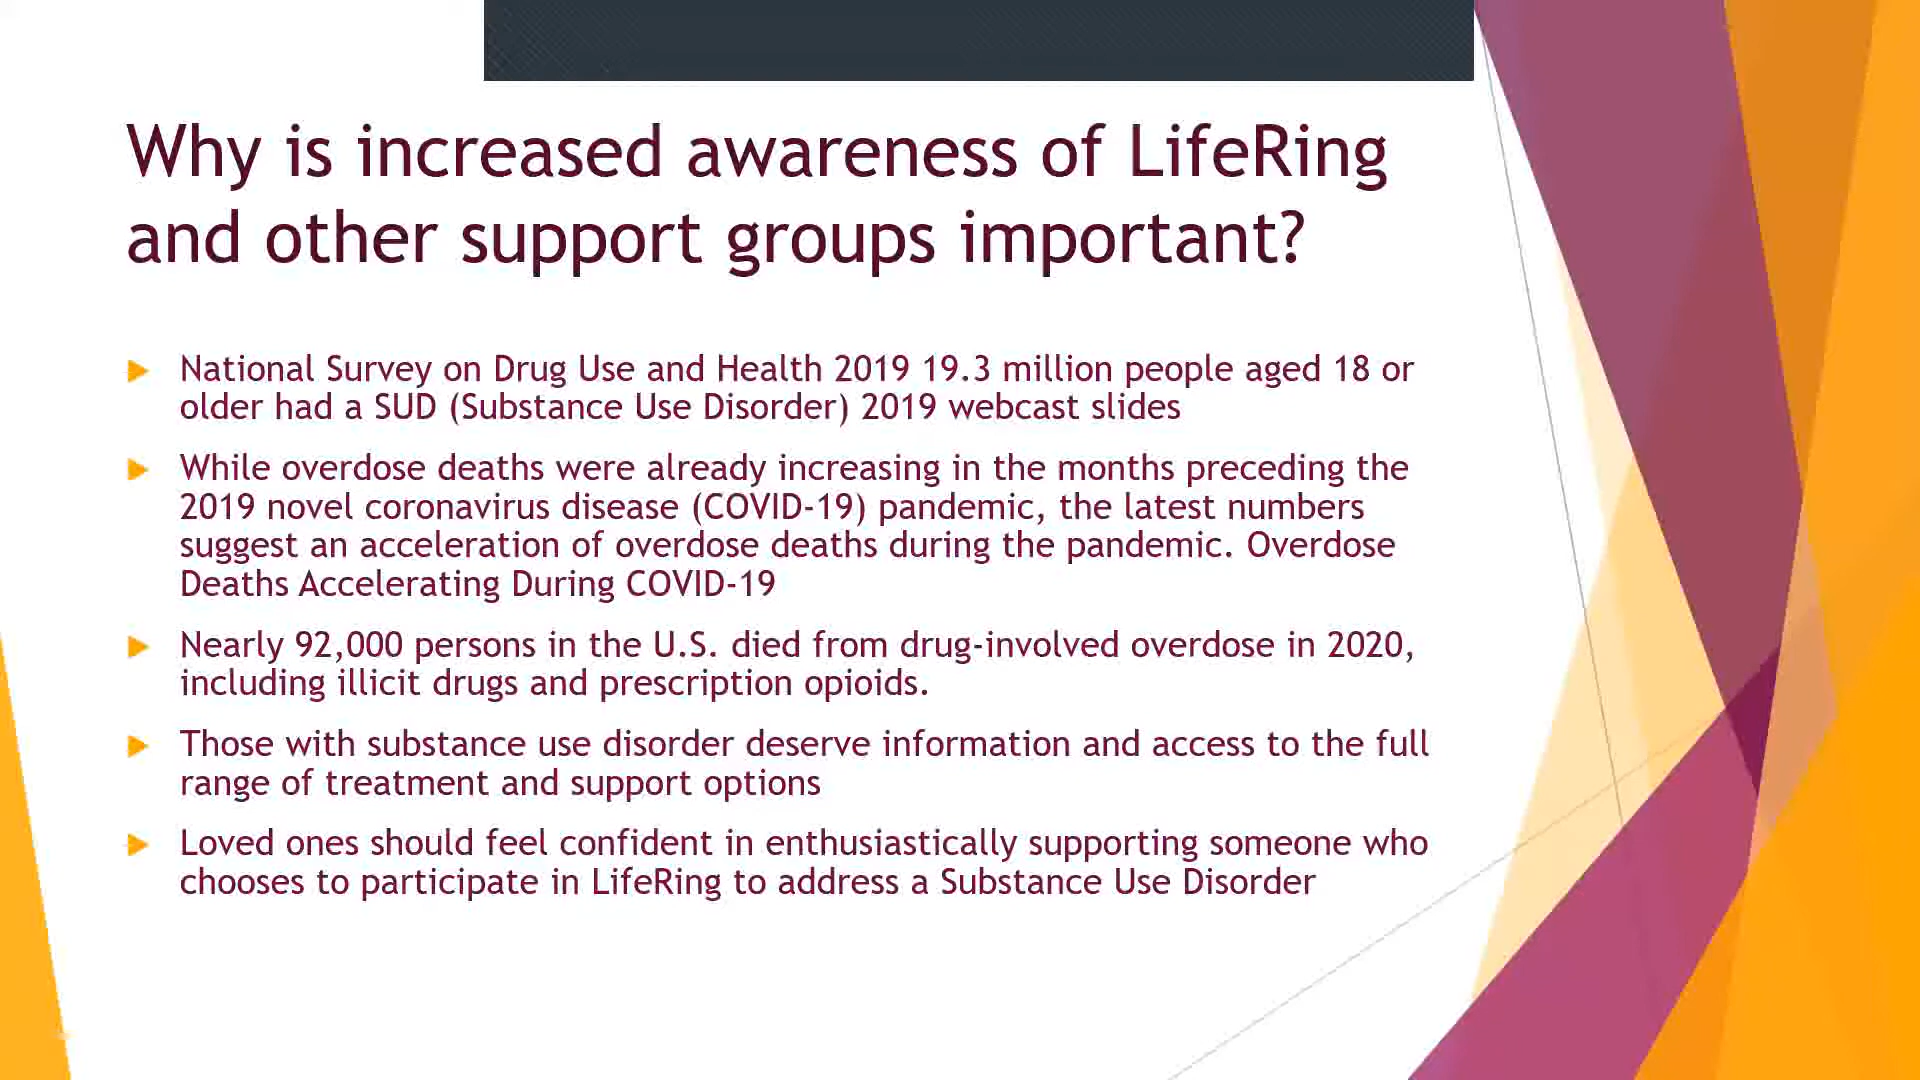 Why is increased awareness of LifeRing
and other support groups important?
National Survey on Drug Use and Health 2019 19.3 million people aged 18 or
older had a SUD (Substance Use Disorder) 2019 webcast slides
While overdose deaths were already increasing in the months preceding the
2019 novel coronavirus disease (COVID-19) pandemic, the latest numbers
suggest an acceleration of overdose deaths during the pandemic. Overdose
Deaths Accelerating During COVID-19
Nearly 92,000 persons in the U.S. died from drug-involved overdose in 2020,
including illicit drugs and prescription opioids.
Those with substance use disorder deserve information and access to the full
range of treatment and support options
Loved ones should feel confident in enthusiastically supporting someone who
chooses to participate in LifeRing to address a Substance Use Disorder